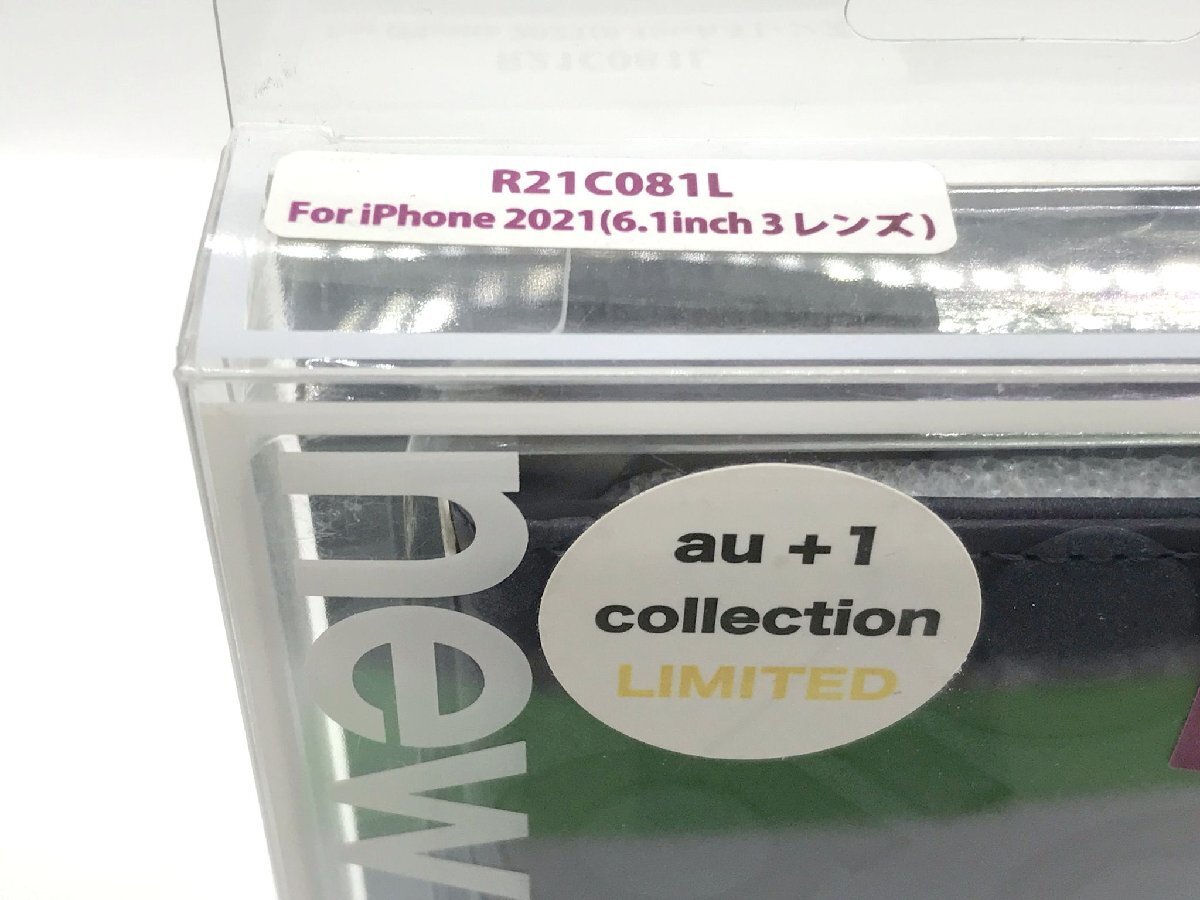 R21C081L
For iPhone 2021(6.1inch 3 レンズ)
new
au +1
collection
LIMITED